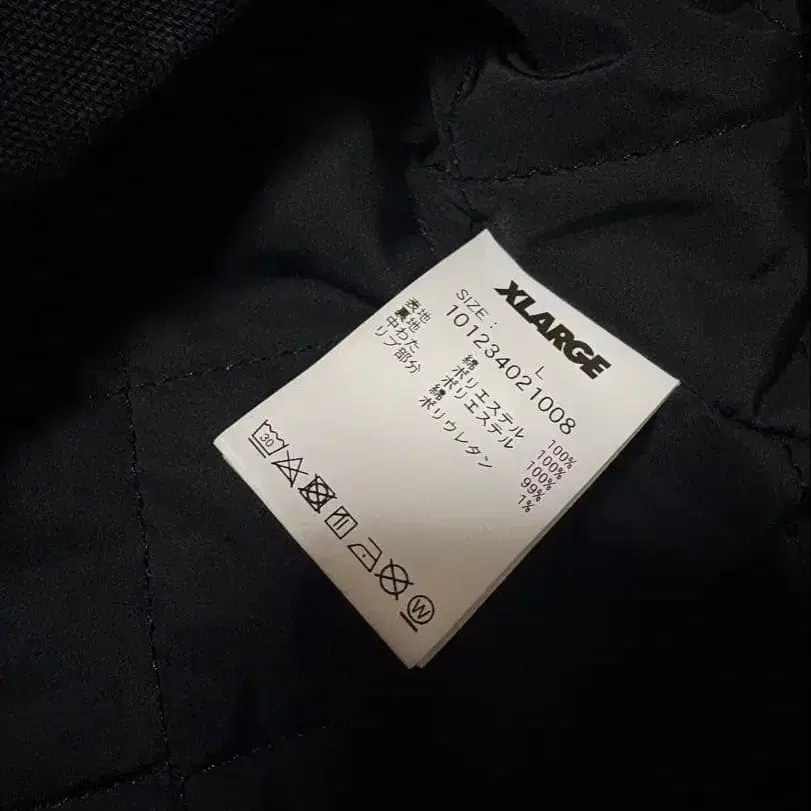 XLARGE
SIZE : L
101234021008
表地 綿 100%
裏地 ポリエステル 100%
中わた ポリエステル 100%
リブ部分 綿 99%
ポリウレタン 1%
30
W